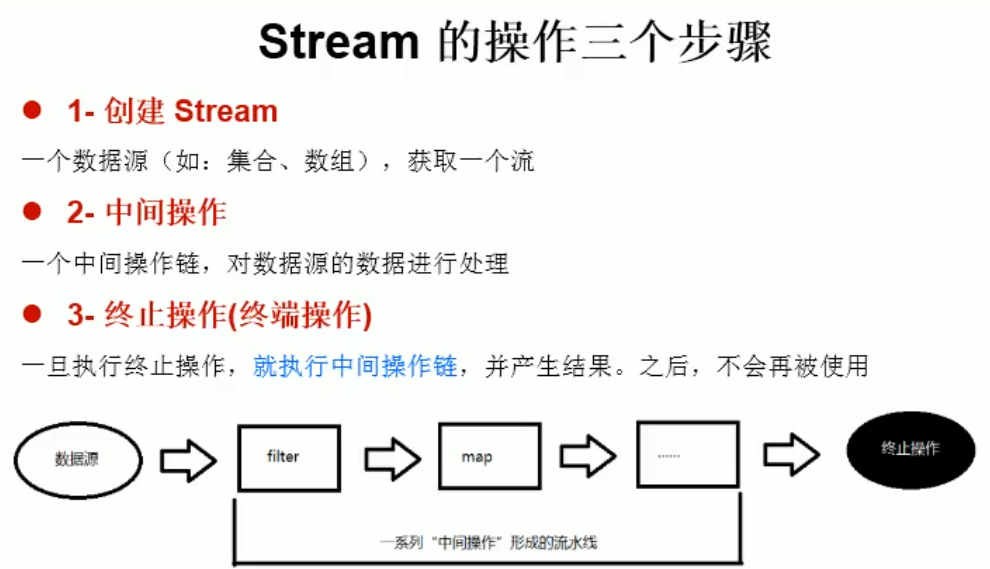 Stream 的操作三个步骤
● 1- 创建 Stream
一个数据源（如：集合、数组），获取一个流
● 2- 中间操作
一个中间操作链，对数据源的数据进行处理
● 3- 终止操作(终端操作)
一旦执行终止操作，就执行中间操作链，并产生结果。之后，不会再被使用
数据源
filter
map
......
终止操作
一系列“中间操作”形成的流水线